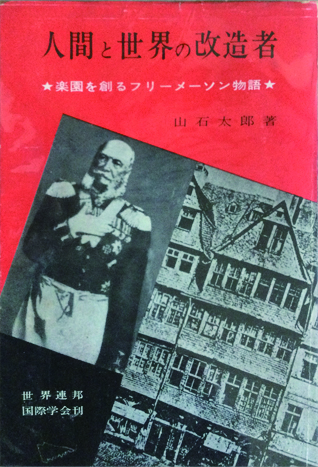 人間と世界の改造者
★楽園を創るフリーメーソン物語★
山石太郎著
世界連邦
国際学会刊